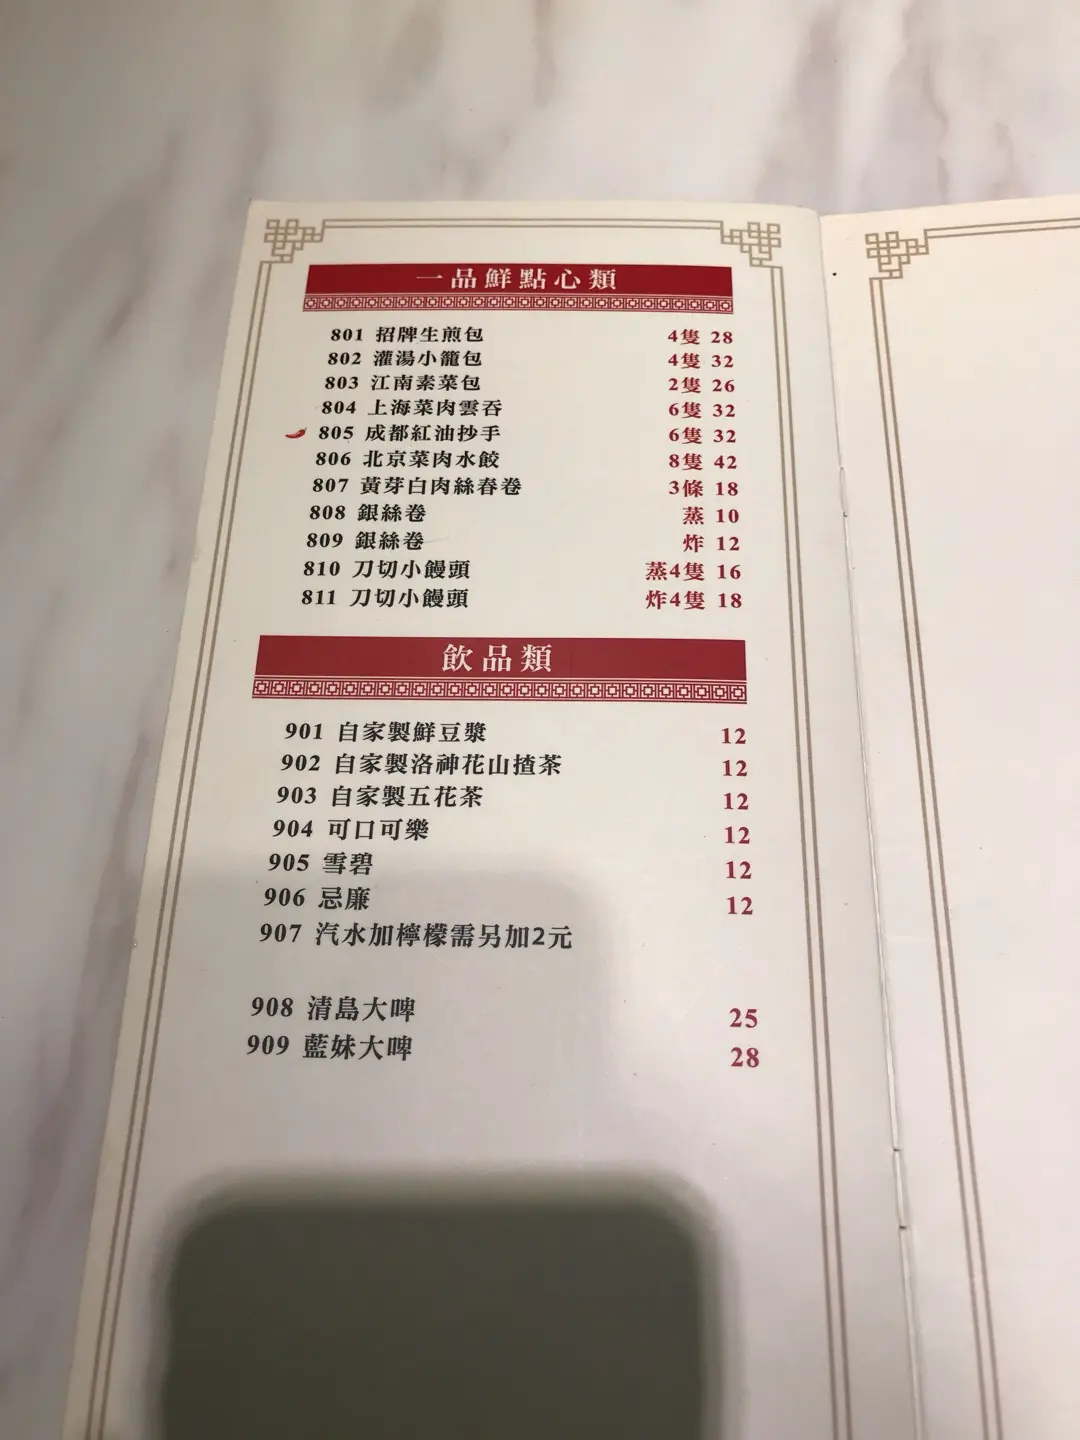 一品鮮點心類
801 招牌生煎包 4隻 28
802 灌湯小籠包 4隻 32
803 江南素菜包 2隻 26
804 上海菜肉雲吞 6隻 32
805 成都紅油抄手 6隻 32
806 北京菜肉水餃 8隻 42
807 黃芽白肉絲春卷 3條 18
808 銀絲卷 蒸 10
809 銀絲卷 炸 12
810 刀切小饅頭 蒸4隻 16
811 刀切小饅頭 炸4隻 18
飲品類
901 自家製鮮豆漿 12
902 自家製洛神花山揸茶 12
903 自家製五花茶 12
904 可口可樂 12
905 雪碧 12
906 忌廉 12
907 汽水加檸檬需另加2元
908 清島大啤 25
909 藍妹大啤 28